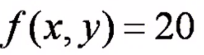 f(x, y) = 20